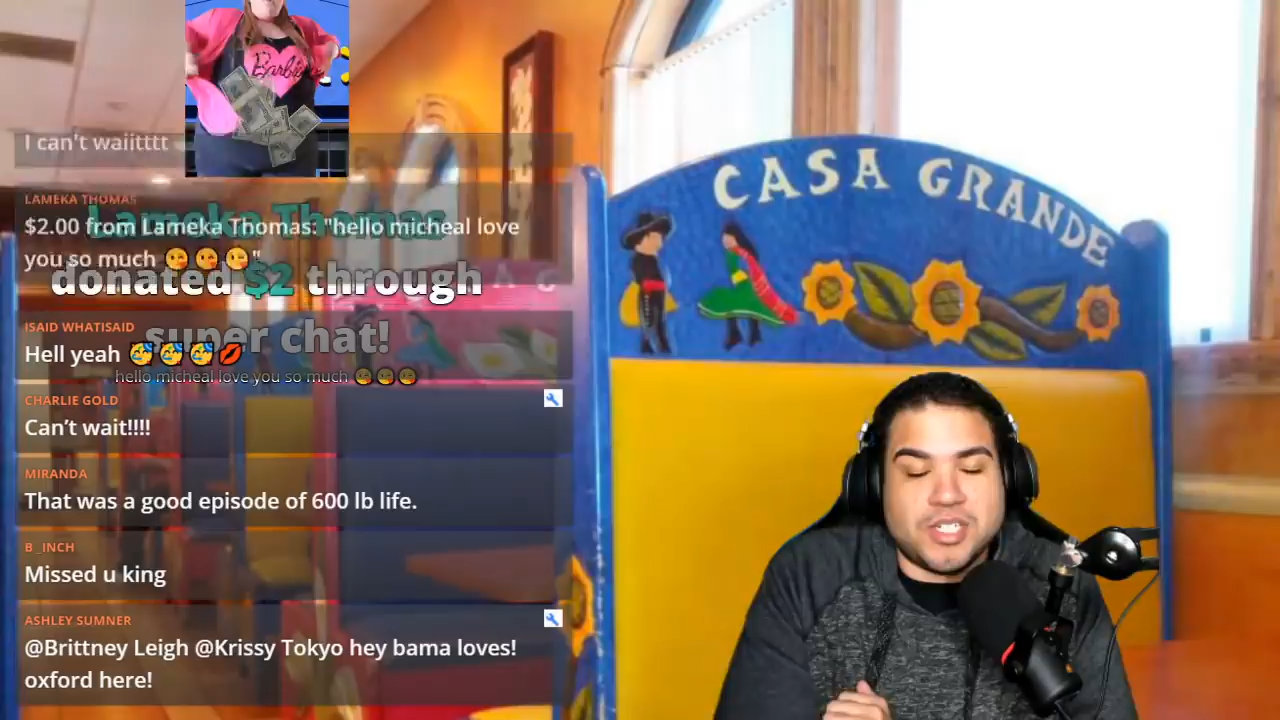 Barbie
I can't waiitttt
LAMEKA THOMAS
$2.00 from Lameka Thomas: "hello micheal love
you so much 😘😘😘"
Lameka Thomas
donated $2 through
super chat!
hello micheal love you so much 😘😘😘
ISAID WHATISAID
Hell yeah 🥳🥳🥳💋
CHARLIE GOLD
Can’t wait!!!!
MIRANDA
That was a good episode of 600 lb life.
B _INCH
Missed u king
ASHLEY SUMNER
@Brittney Leigh @Krissy Tokyo hey bama loves!
oxford here!
CASA GRANDE